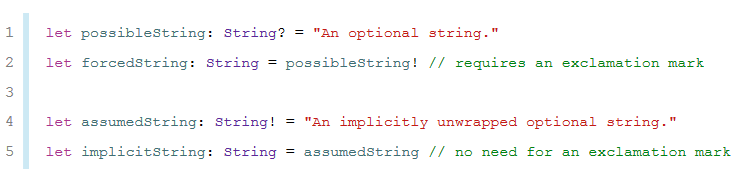 1 let possibleString: String? = "An optional string."
2 let forcedString: String = possibleString! // requires an exclamation mark
3
4 let assumedString: String! = "An implicitly unwrapped optional string."
5 let implicitString: String = assumedString // no need for an exclamation mark